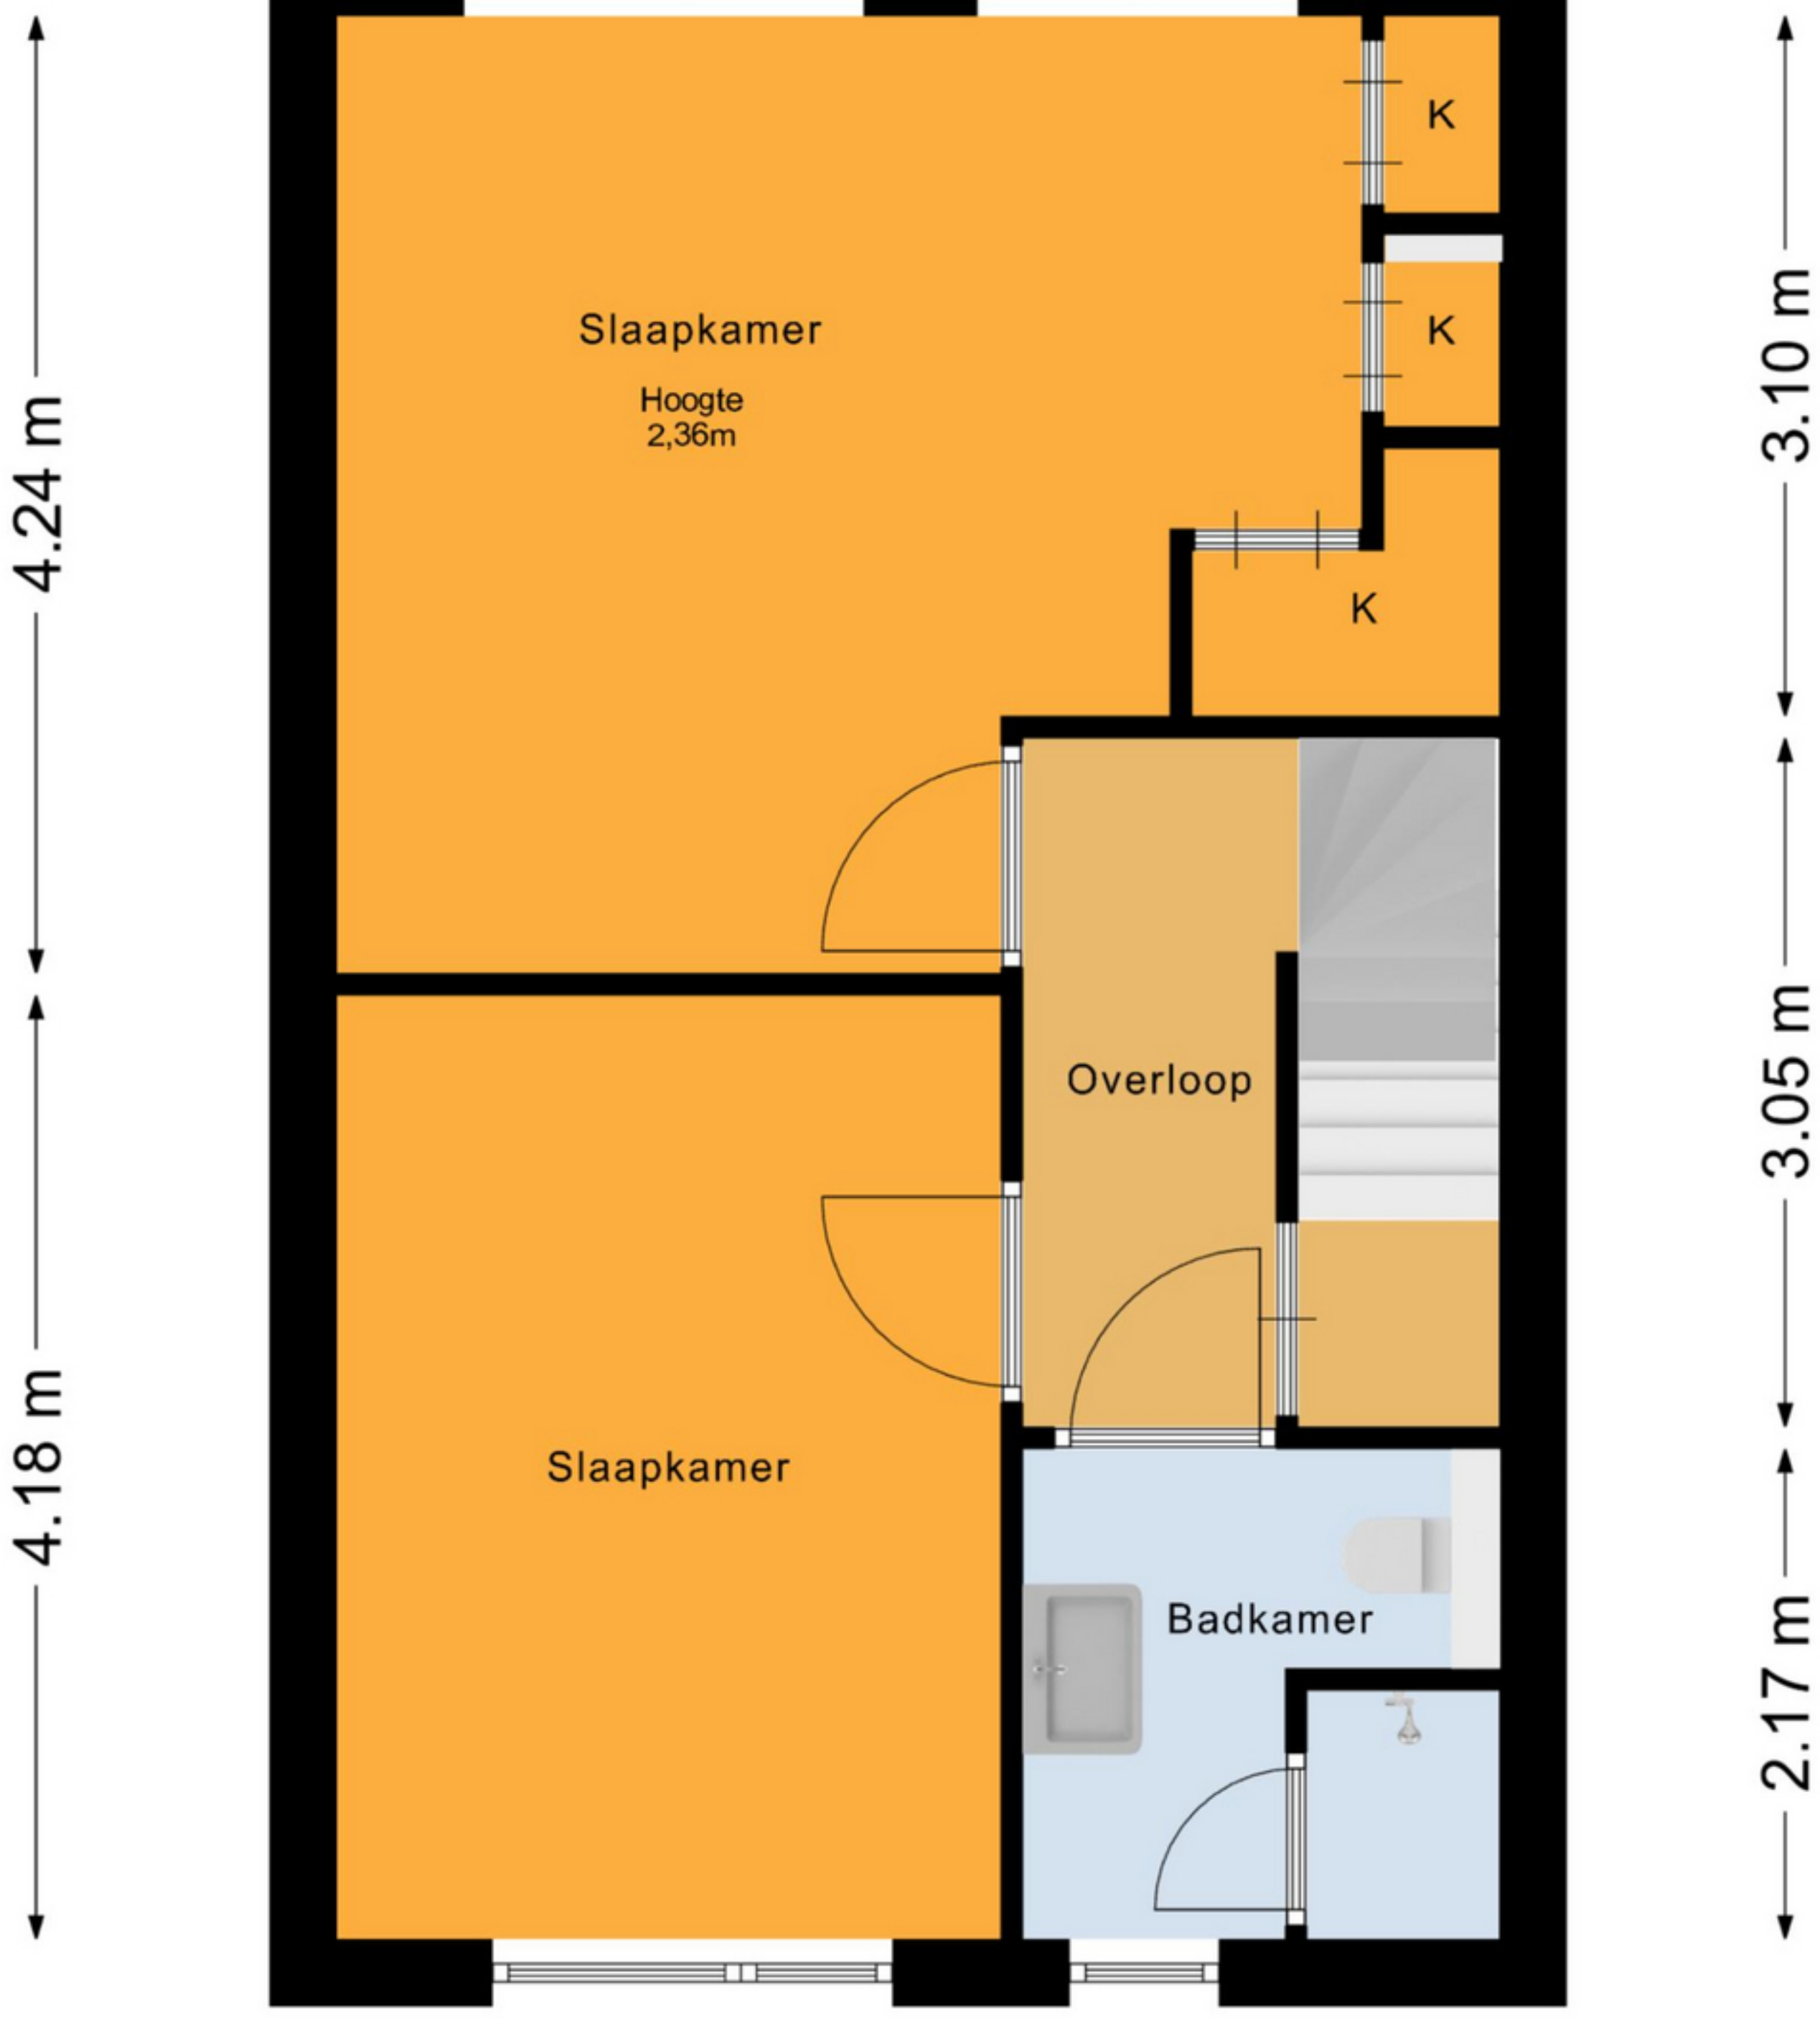 K
3.10 m
Slaapkamer
K
Hoogte
2,36m
4.24 m
K
Overloop
3.05 m
Slaapkamer
4.18 m
Badkamer
2.17 m